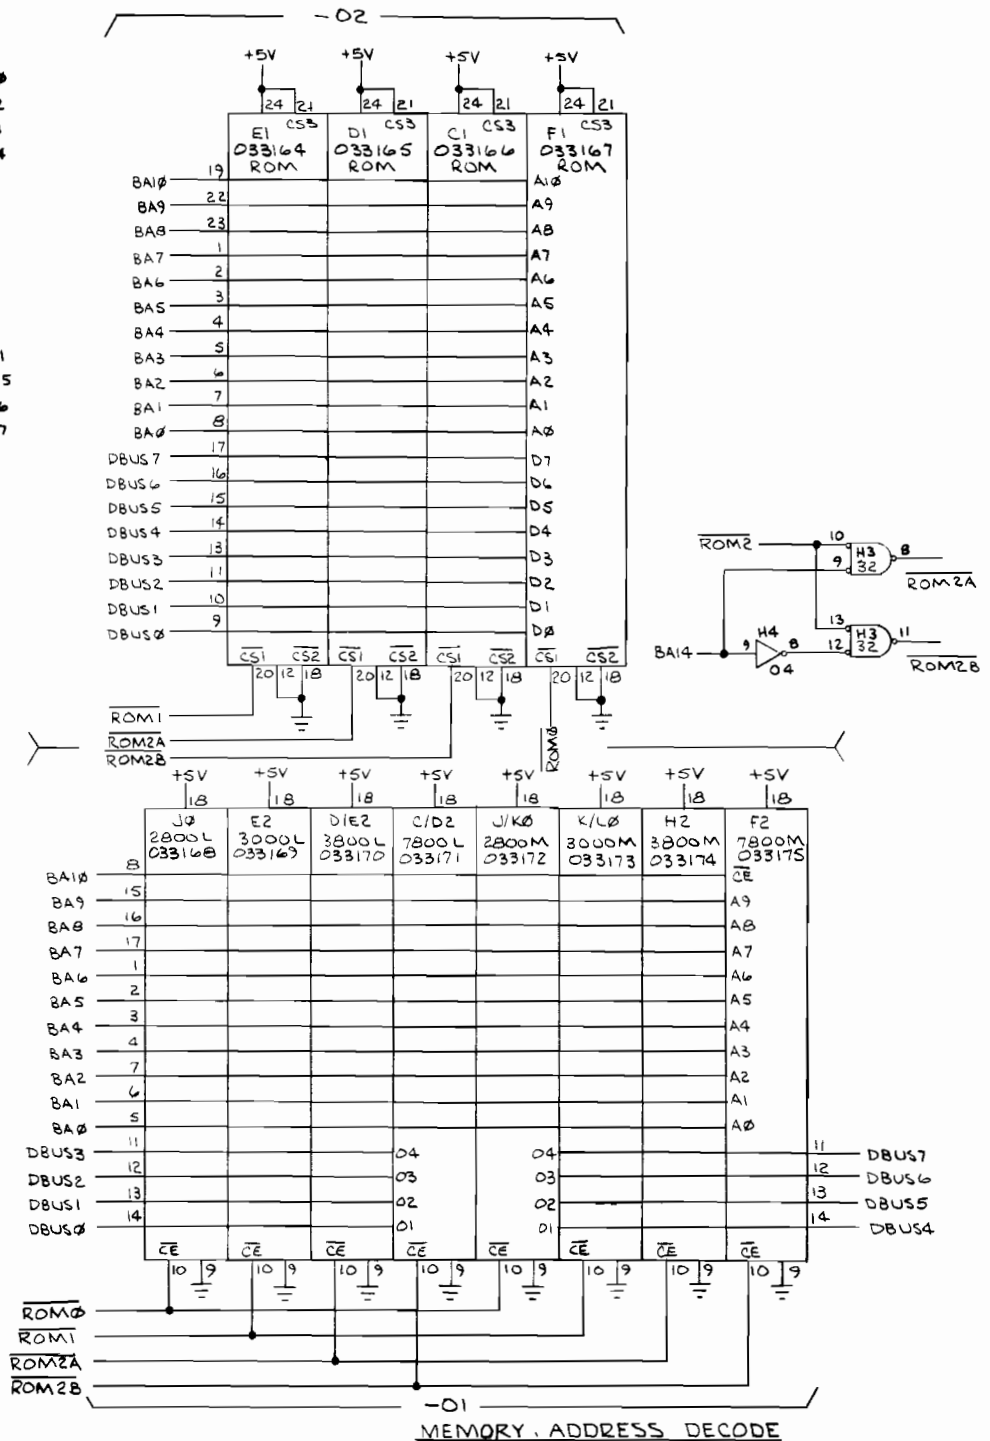 -02
+5V +5V +5V +5V
24 21 24 21 24 21 24 21
CS3 CS3 CS3 CS3
E1 D1 C1 F1
033164 033165 033166 033167
ROM ROM ROM ROM
BA10 19 A10
BA9 22 A9
BA8 23 A8
BA7 1 A7
BA6 2 A6
BA5 3 A5
BA4 4 A4
BA3 5 A3
BA2 6 A2
BA1 7 A1
BA0 8 A0
DBUS7 17 D7
DBUS6 16 D6
DBUS5 15 D5
DBUS4 14 D4
DBUS3 13 D3
DBUS2 11 D2
DBUS1 10 D1
DBUS0 9 D0
CS1 CS2 CS1 CS2 CS1 CS2 CS1 CS2
20 12 18 20 12 18 20 12 18 20 12 18
ROM1
ROM2A
ROM2B
ROM0
ROM2 10 H3 8
9 32 ROM2A
13 H3 11
BA14 9 H4 8 12 32 ROM2B
04
+5V +5V +5V +5V +5V +5V +5V +5V
18 18 18 18 18 18 18 18
J0 E2 D/E2 C/D2 J/K0 K/L0 H2 F2
2800L 3000L 3800L 7800L 2800M 3000M 3800M 7800M
033168 033169 033170 033171 033172 033173 033174 033175
BA10 8 CE
BA9 15 A9
BA8 16 A8
BA7 17 A7
BA6 1 A6
BA5 2 A5
BA4 3 A4
BA3 4 A3
BA2 7 A2
BA1 6 A1
BA0 5 A0
DBUS3 11 04 04 11 DBUS7
DBUS2 12 03 03 12 DBUS6
DBUS1 13 02 02 13 DBUS5
DBUS0 14 01 01 14 DBUS4
CE CE CE CE CE CE CE CE
10 9 10 9 10 9 10 9 10 9 10 9 10 9 10 9
ROM0
ROM1
ROM2A
ROM2B
-01
MEMORY, ADDRESS DECODE